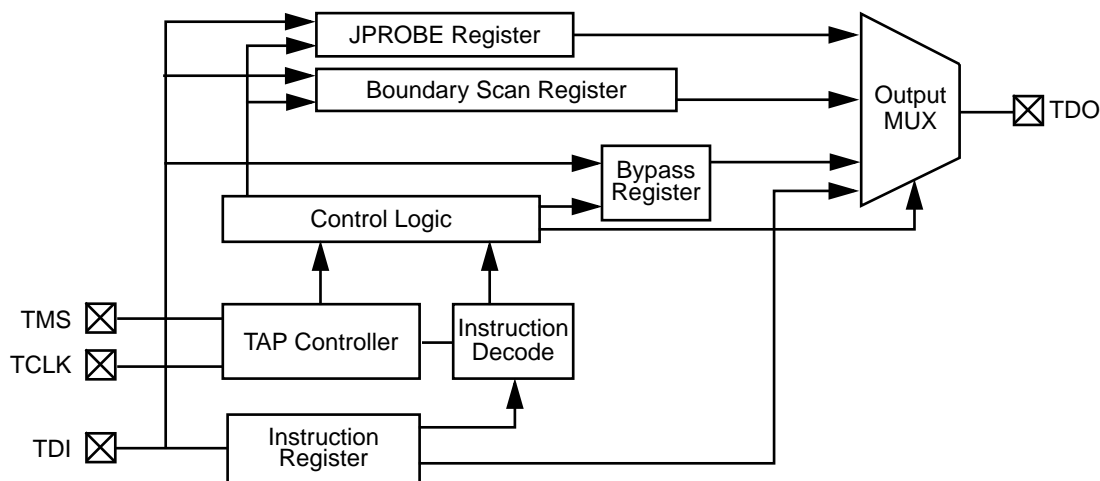 JPROBE Register
Boundary Scan Register
Output
MUX
TDO
Bypass
Register
Control Logic
TMS
TCLK
TAP Controller
Instruction
Decode
TDI
Instruction
Register